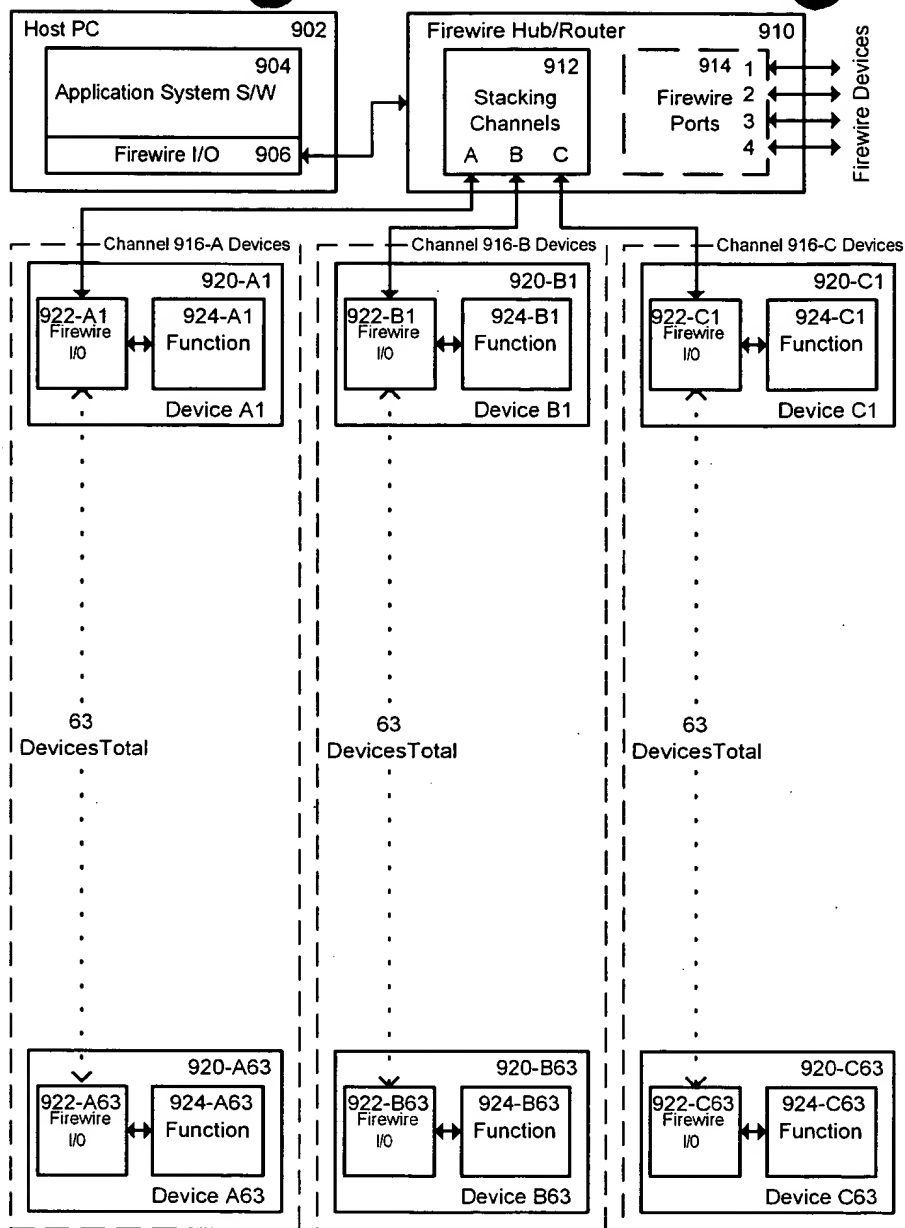 Host PC 902
904
Application System S/W
Firewire I/O 906
Firewire Hub/Router 910
912
Stacking
Channels
A B C
914 1
Firewire 2
Ports 3
4
Firewire Devices
Channel 916-A Devices
920-A1
922-A1
Firewire
I/O
924-A1
Function
Device A1
63
DevicesTotal
920-A63
922-A63
Firewire
I/O
924-A63
Function
Device A63
Channel 916-B Devices
920-B1
922-B1
Firewire
I/O
924-B1
Function
Device B1
63
DevicesTotal
920-B63
922-B63
Firewire
I/O
924-B63
Function
Device B63
Channel 916-C Devices
920-C1
922-C1
Firewire
I/O
924-C1
Function
Device C1
63
DevicesTotal
920-C63
922-C63
Firewire
I/O
924-C63
Function
Device C63